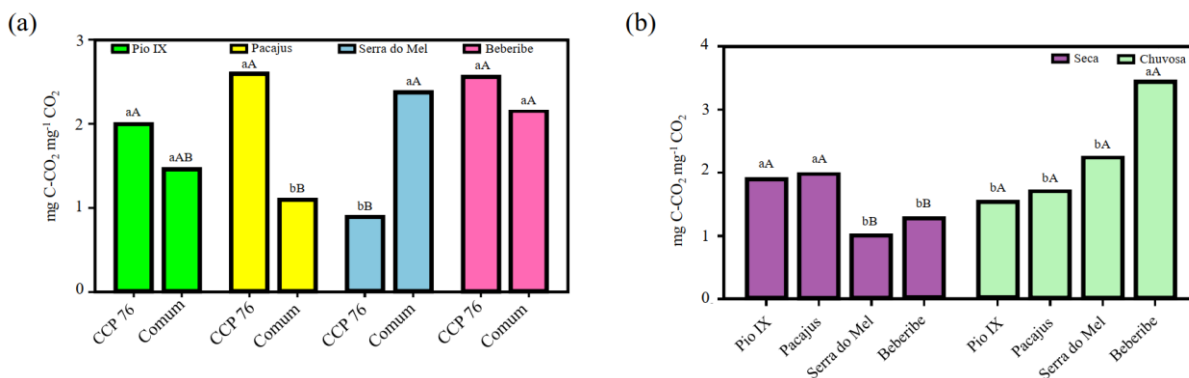 (a)
mg C-CO₂ mg⁻¹ CO₂
3
2
1
0
Pio IX
Pacajus
Serra do Mel
Beberibe
aA
aAB
aA
bB
bB
aA
aA
aA
CCP 76
Comum
CCP 76
Comum
CCP 76
Comum
CCP 76
Comum
(b)
mg C-CO₂ mg⁻¹ CO₂
4
3
2
1
0
Seca
Chuvosa
aA
aA
bB
bB
bA
bA
bA
aA
Pio IX
Pacajus
Serra do Mel
Beberibe
Pio IX
Pacajus
Serra do Mel
Beberibe